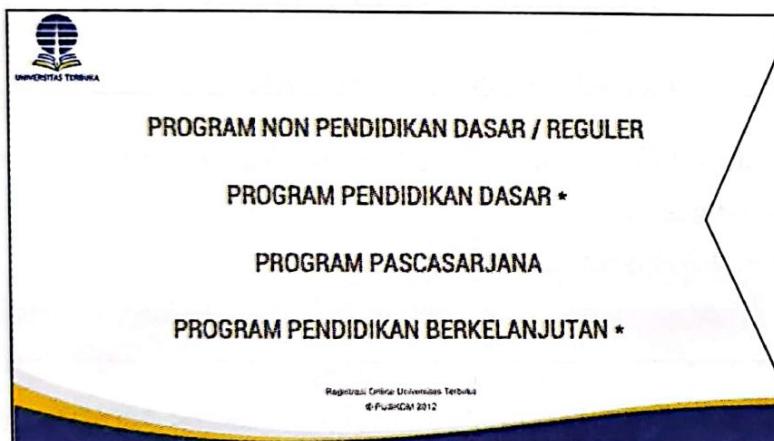 UNIVERSITAS TERBUKA
PROGRAM NON PENDIDIKAN DASAR / REGULER
PROGRAM PENDIDIKAN DASAR *
PROGRAM PASCASARJANA
PROGRAM PENDIDIKAN BERKELANJUTAN *
Registrasi Online Universitas Terbuka
© PUSKOM 2012